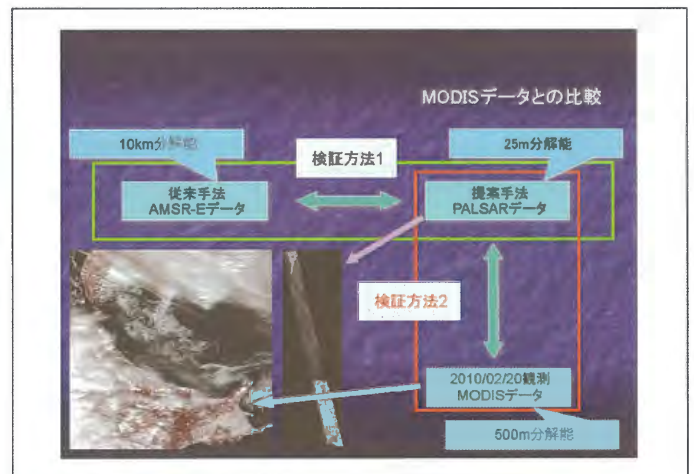 MODISデータとの比較
10km分解能
検証方法1
25m分解能
従来手法
AMSR-Eデータ
提案手法
PALSARデータ
検証方法2
2010/02/20観測
MODISデータ
500m分解能